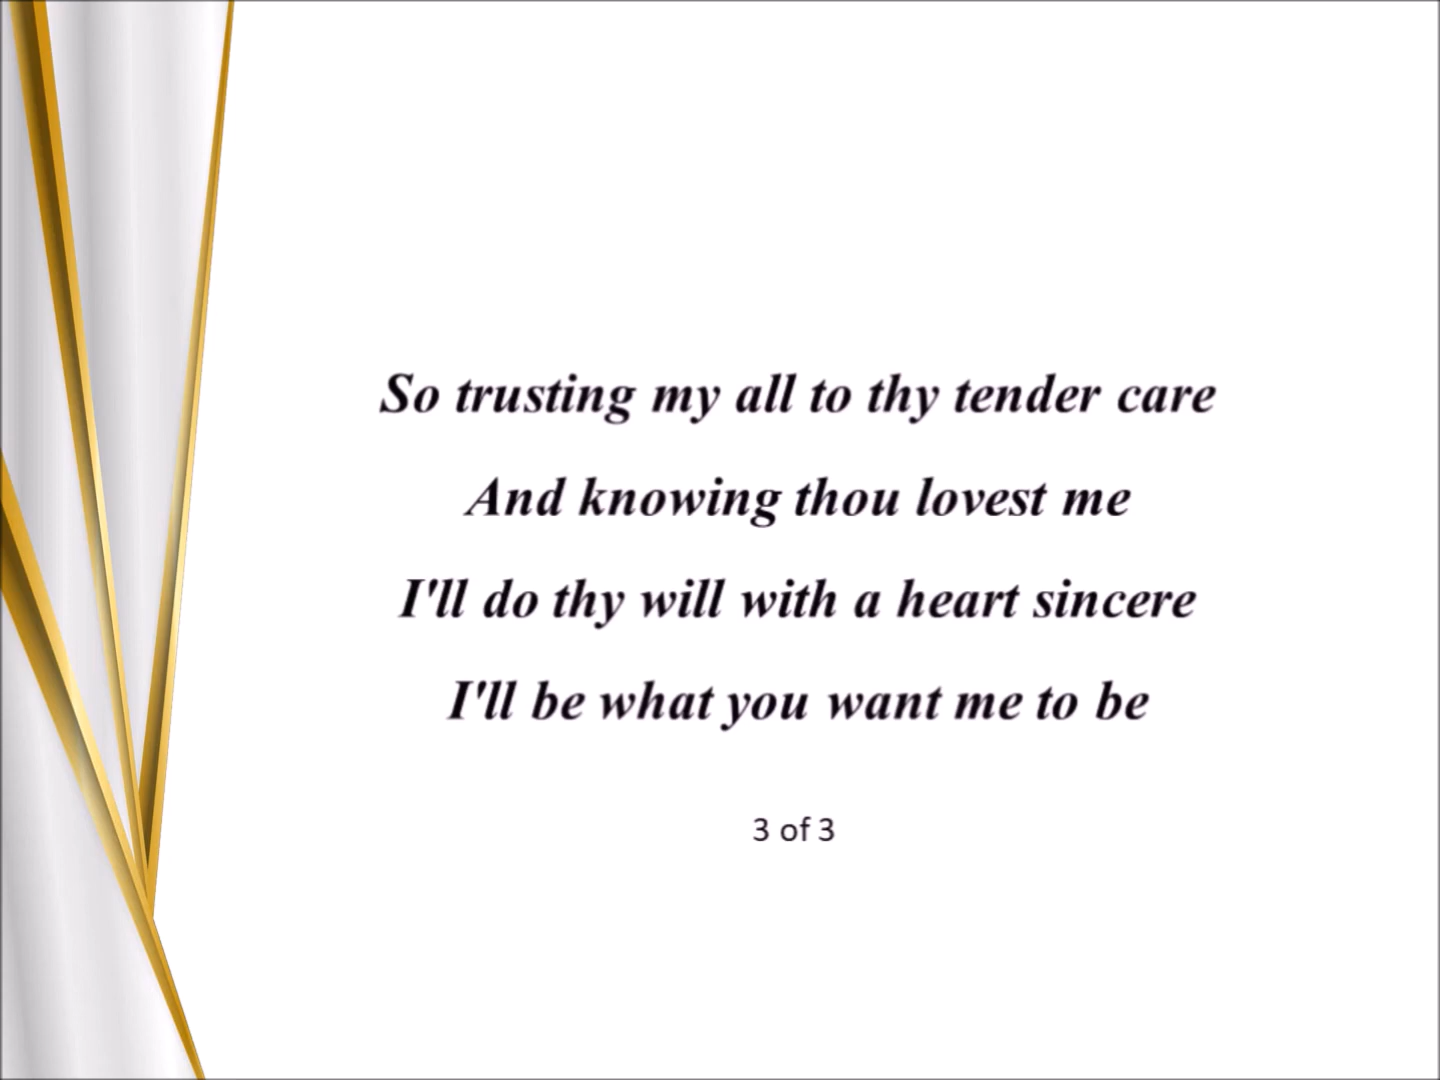 So trusting my all to thy tender care
And knowing thou lovest me
I'll do thy will with a heart sincere
I'll be what you want me to be
3 of 3